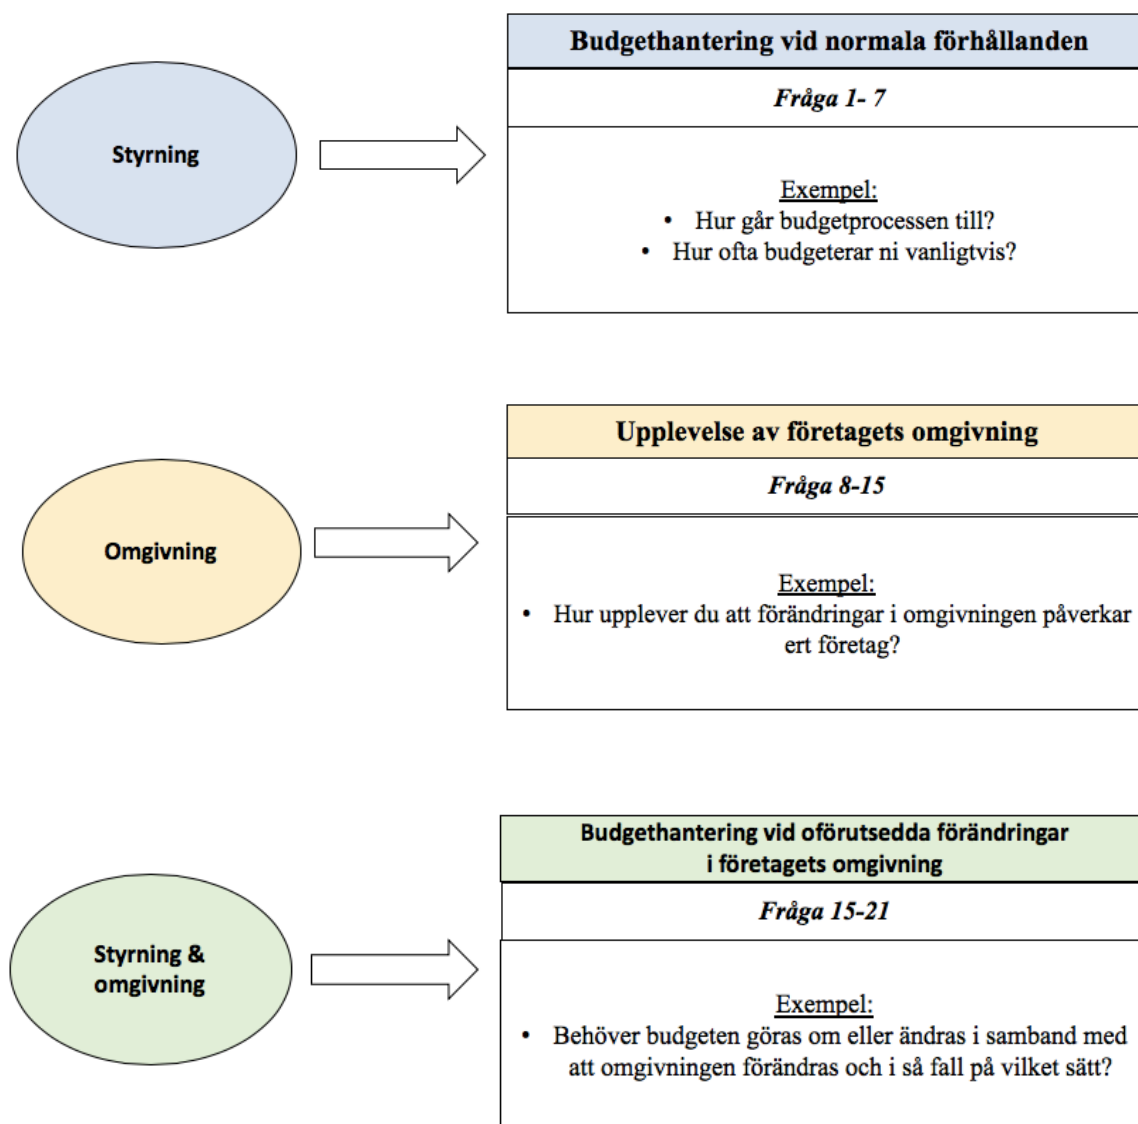 Styrning
Budgethantering vid normala förhållanden
Fråga 1- 7
Exempel:
• Hur går budgetprocessen till?
• Hur ofta budgeterar ni vanligtvis?
Omgivning
Upplevelse av företagets omgivning
Fråga 8-15
Exempel:
• Hur upplever du att förändringar i omgivningen påverkar
ert företag?
Styrning &
omgivning
Budgethantering vid oförutsedda förändringar
i företagets omgivning
Fråga 15-21
Exempel:
• Behöver budgeten göras om eller ändras i samband med
att omgivningen förändras och i så fall på vilket sätt?